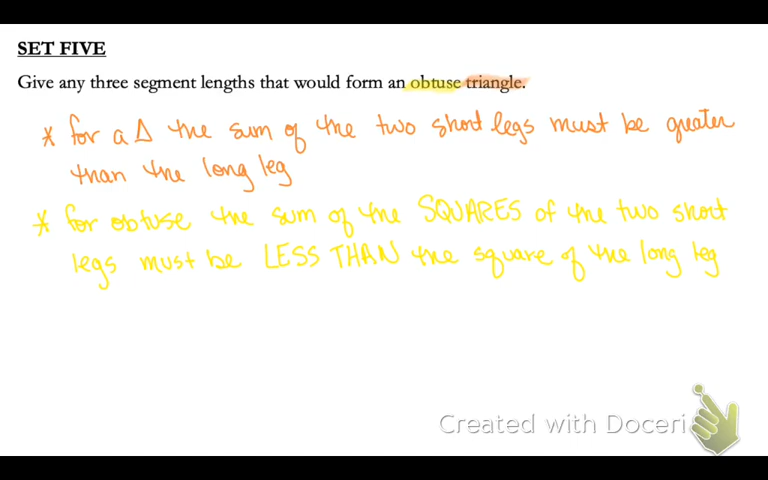 SET FIVE
Give any three segment lengths that would form an obtuse triangle.
* for a Δ the sum of the two short legs must be greater
than the long leg
* for obtuse the sum of the SQUARES of the two short
legs must be LESS THAN the square of the long leg
Created with Doceri